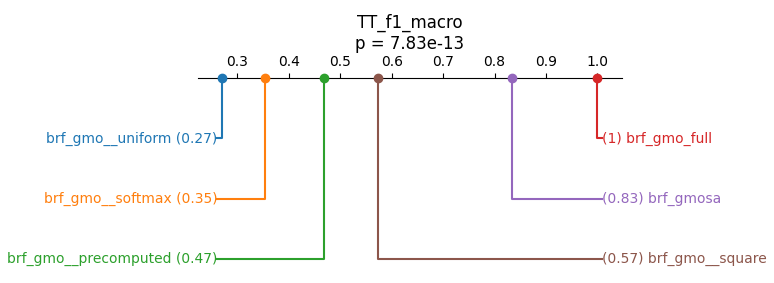 TT_f1_macro
p = 7.83e-13
0.3 0.4 0.5 0.6 0.7 0.8 0.9 1.0
brf_gmo__uniform (0.27)
(1) brf_gmo_full
brf_gmo__softmax (0.35)
(0.83) brf_gmosa
brf_gmo__precomputed (0.47)
(0.57) brf_gmo__square